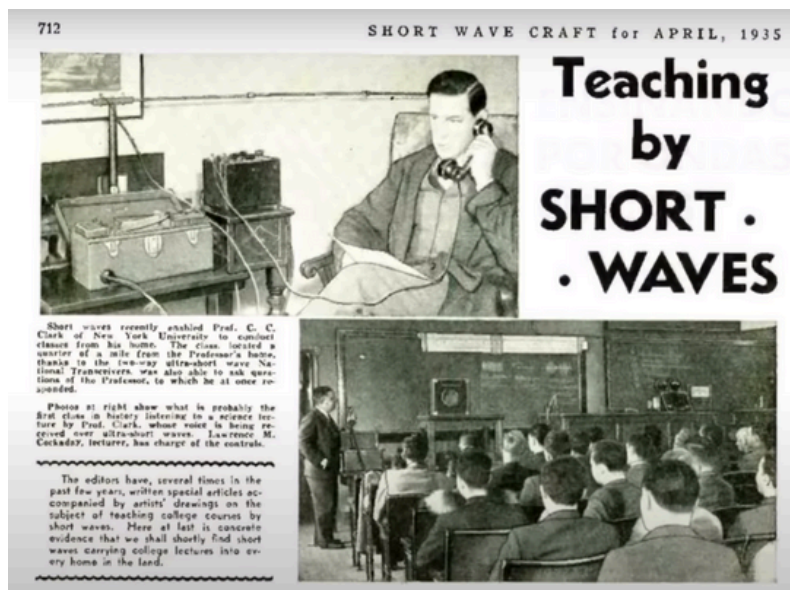 712
SHORT WAVE CRAFT for APRIL, 1935
Teaching
by
SHORT ·
· WAVES
Short waves recently enabled Prof. C. C.
Clark of New York University to conduct
classes from his home. The class, located a
quarter of a mile from the Professor's home,
thanks to the two-way ultra-short wave Na-
tional Transceivers, was also able to ask ques-
tions of the Professor, to which he at once re-
sponded.
Photos at right show what is probably the
first class in history listening to a science lec-
ture by Prof. Clark, whose voice is being re-
ceived over ultra-short waves. Lawrence M.
Cockaday, lecturer, has charge of the controls.
The editors have, several times in the
past few years, written special articles ac-
companied by artists' drawings on the
subject of teaching college courses by
short waves. Here at last is concrete
evidence that we shall shortly find short
waves carrying college lectures into ev-
ery home in the land.